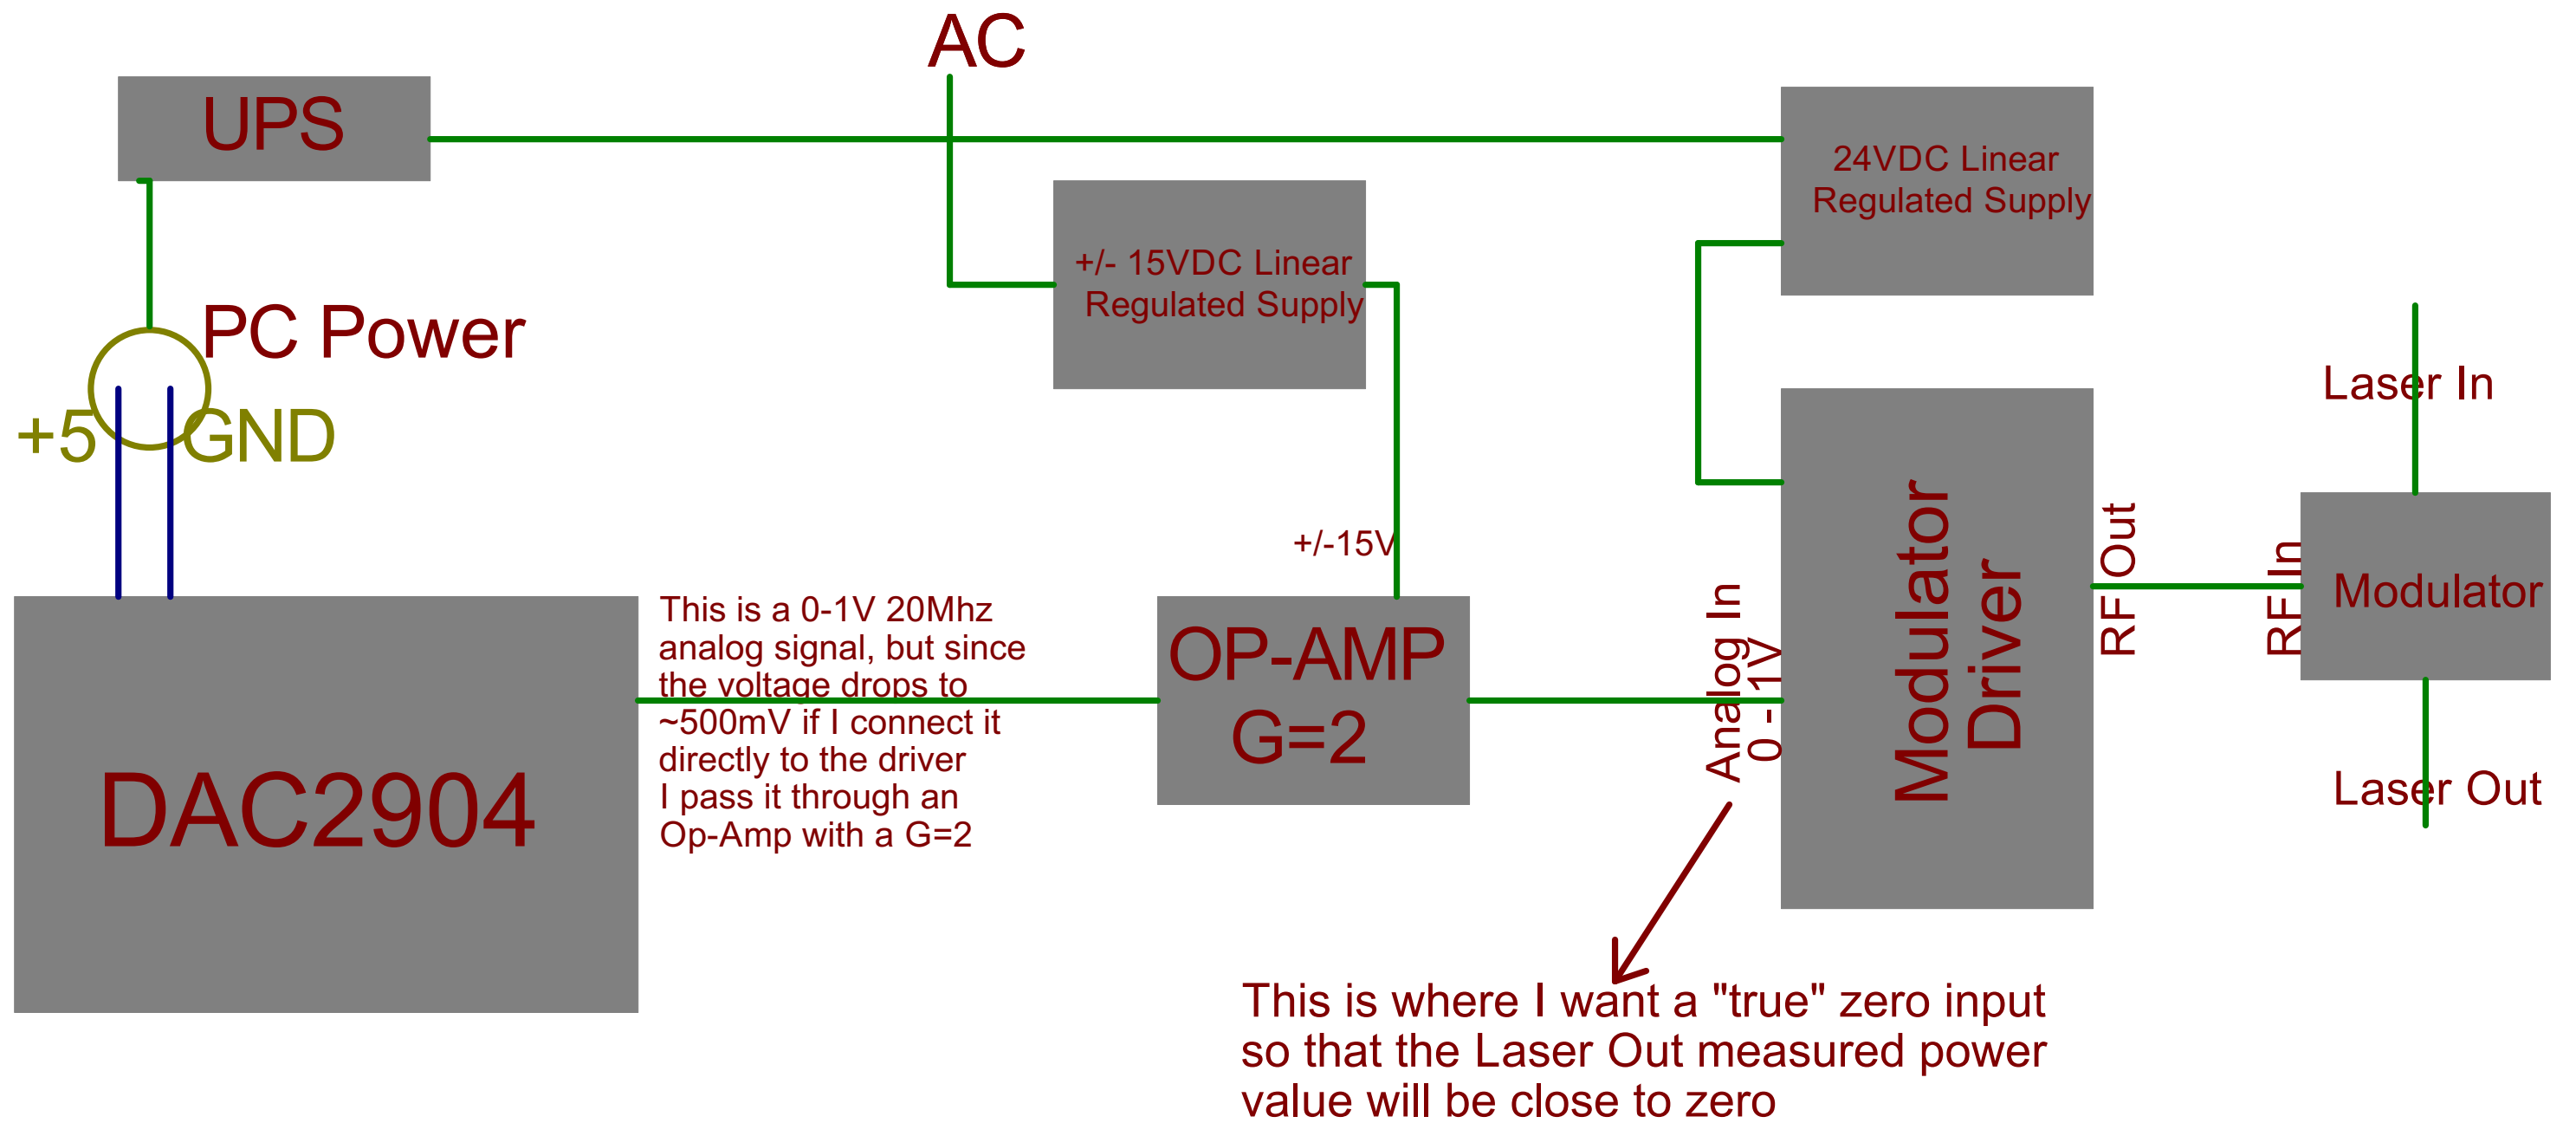 AC
UPS
24VDC Linear
Regulated Supply
+/- 15VDC Linear
Regulated Supply
PC Power
+5
GND
Laser In
+/-15V
This is a 0-1V 20Mhz
analog signal, but since
the voltage drops to
~500mV if I connect it
directly to the driver
I pass it through an
Op-Amp with a G=2
OP-AMP
G=2
Analog In
0 - 1V
Modulator
Driver
RF Out
RF In
Modulator
DAC2904
Laser Out
This is where I want a "true" zero input
so that the Laser Out measured power
value will be close to zero